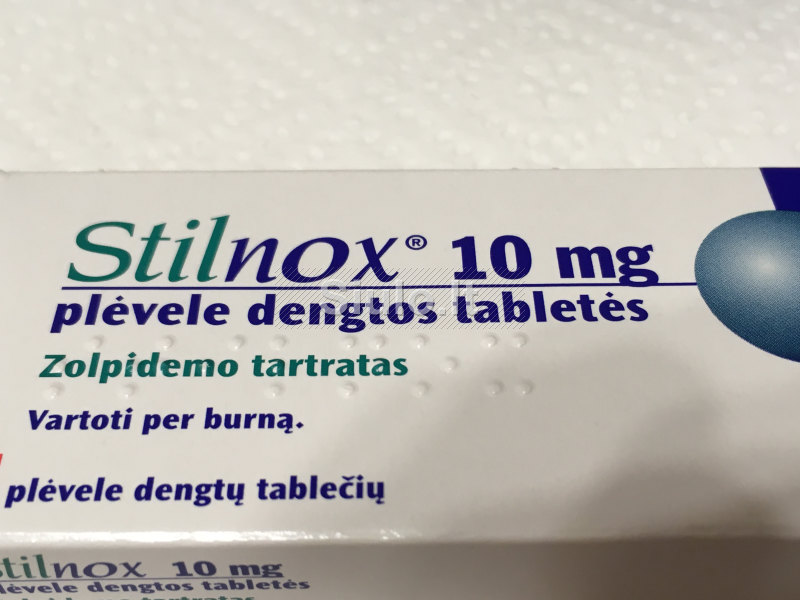 Stilnox® 10 mg
plėvele dengtos tabletės
Zolpidemo tartratas
Vartoti per burną.
plėvele dengtų tablečių
Stilnox 10 mg
plėvele dengtos tabletės